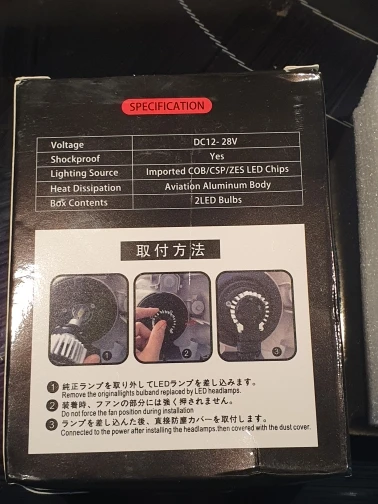 SPECIFICATION
Voltage DC12- 28V
Shockproof Yes
Lighting Source Imported COB/CSP/ZES LED Chips
Heat Dissipation Aviation Aluminum Body
Box Contents 2LED Bulbs
取付方法
1 2 3
1 純正ランプを取り外してLEDランプを差し込みます。
Remove the originallights bulband replaced by LED headlamps.
2 装着時、ファンの部分には強く押されません。
Do not force the fan position during installation
3 ランプを差し込んだ後、直接防塵カバーを取付します。
Connected to the power after installing the headlamps.then covered with the dust cover.